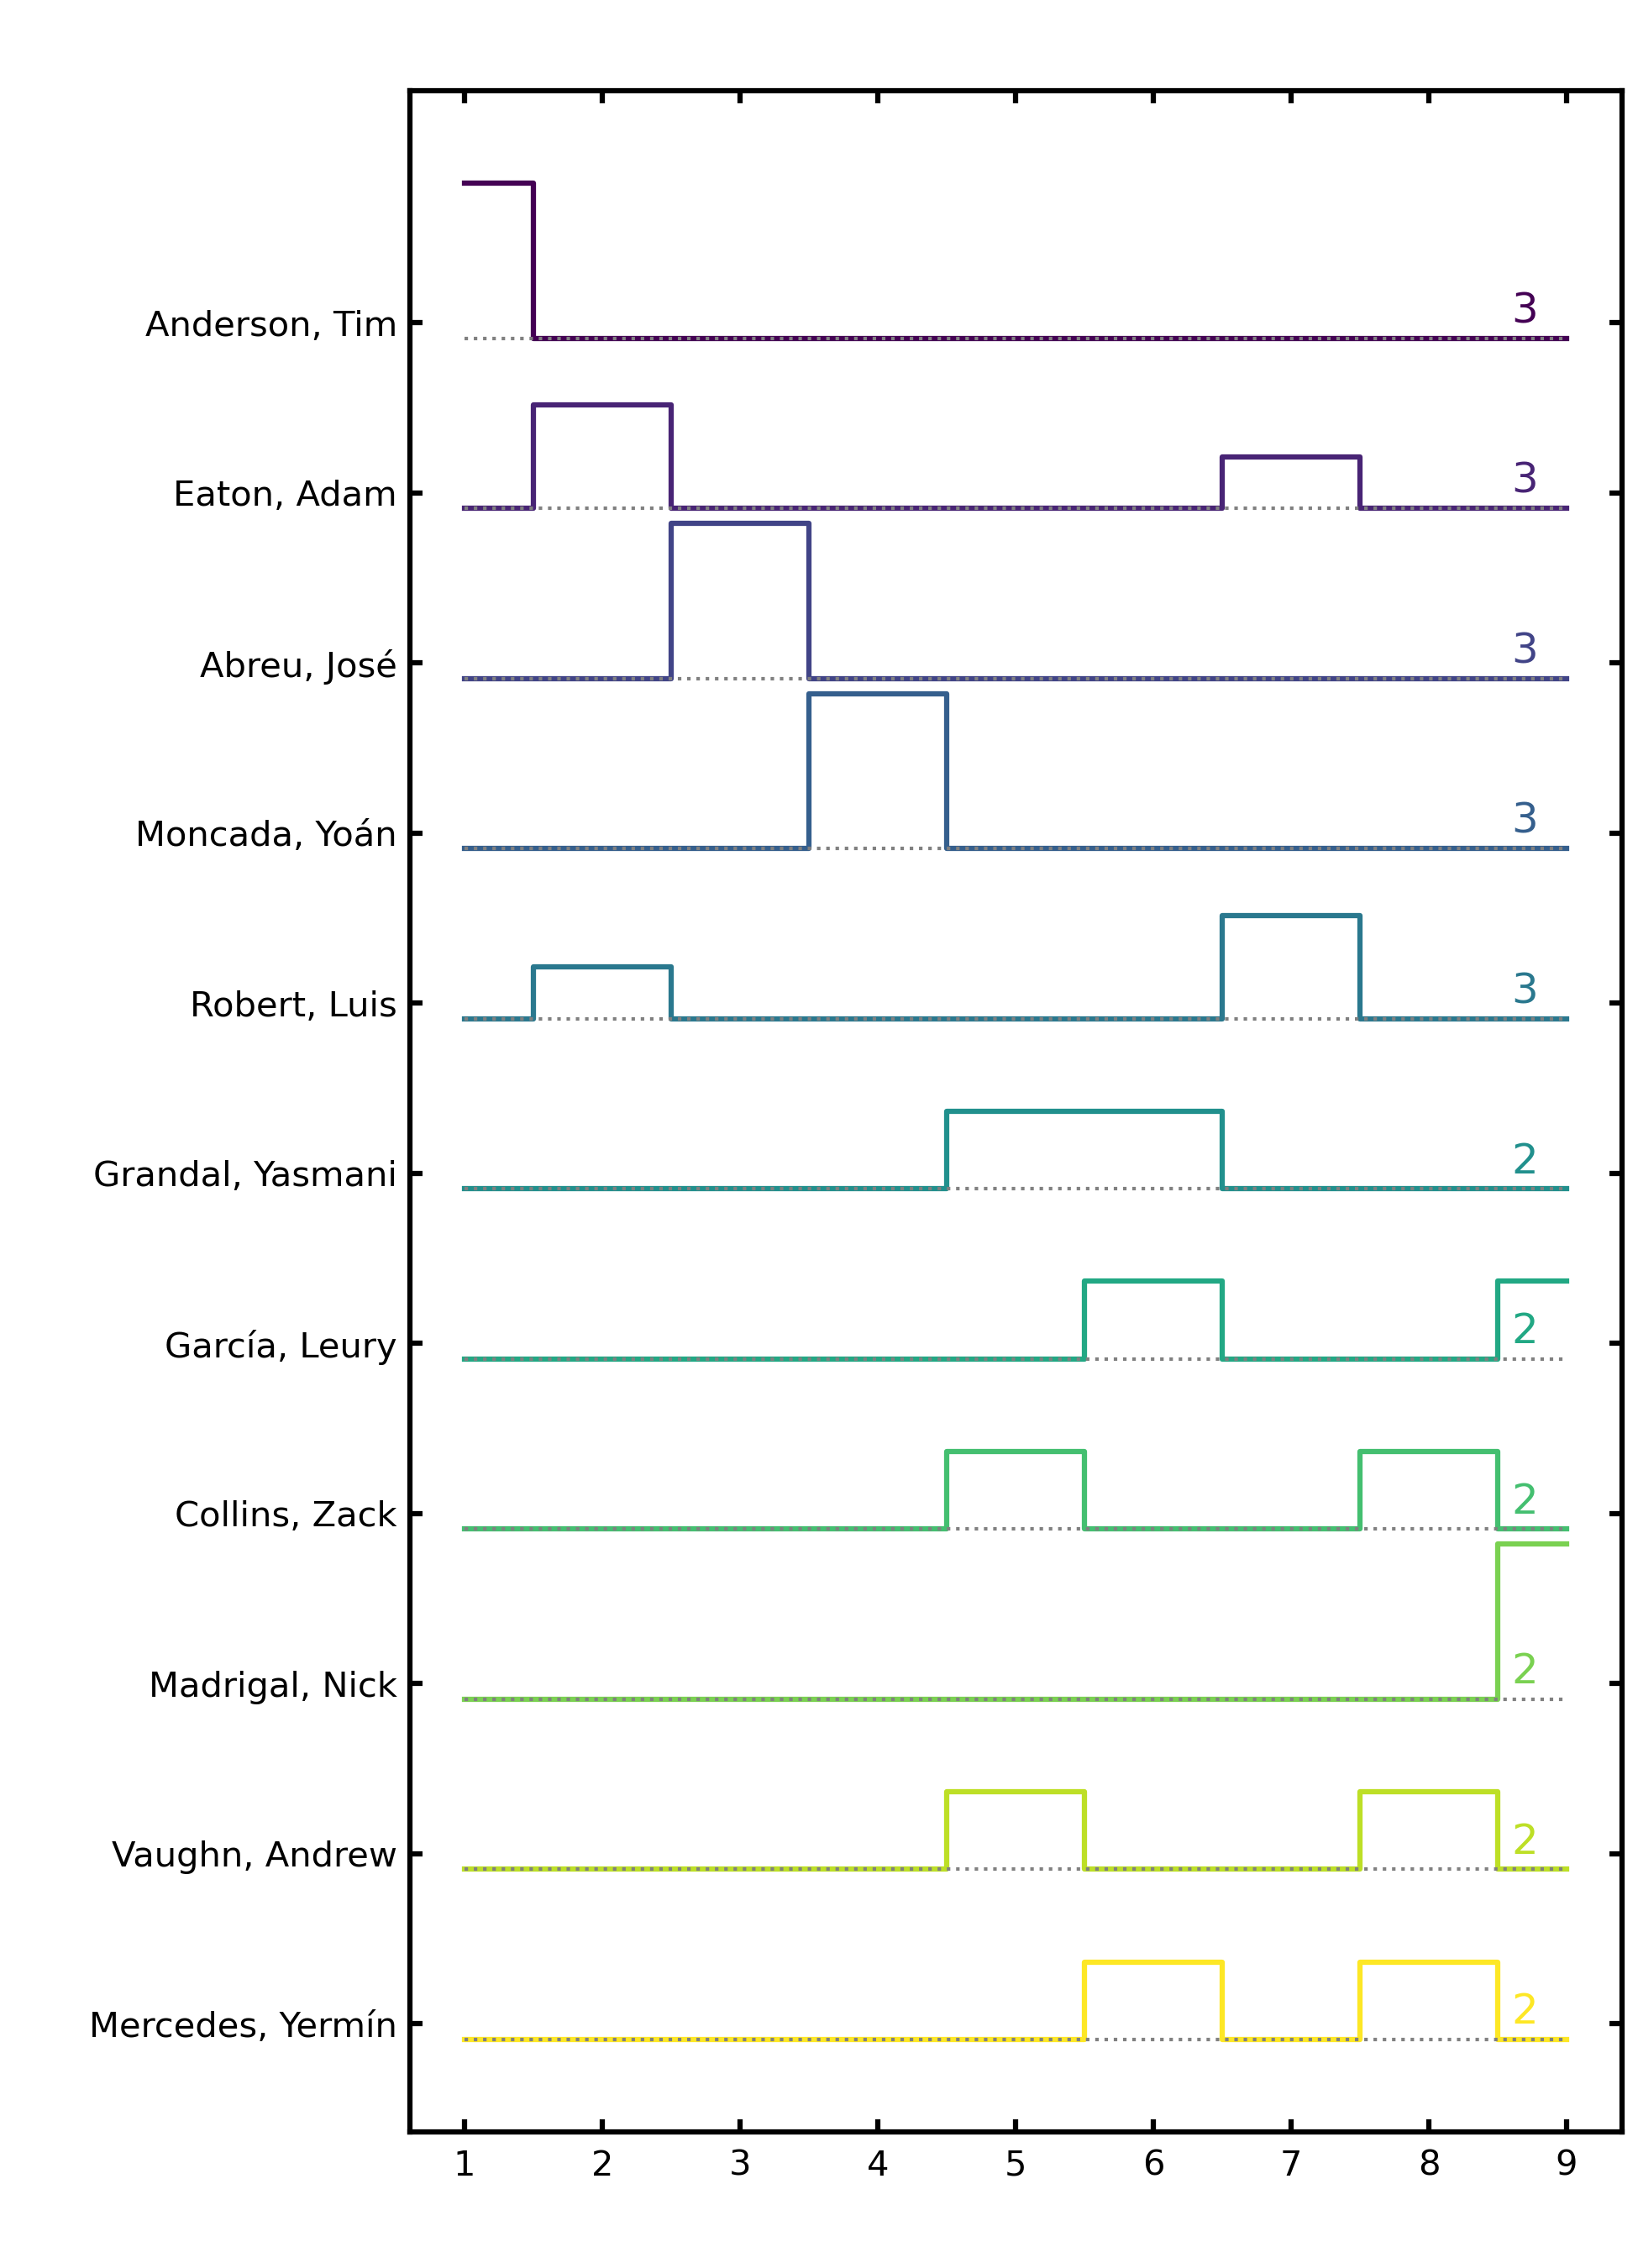 Anderson, Tim 3
Eaton, Adam 3
Abreu, José 3
Moncada, Yoán 3
Robert, Luis 3
Grandal, Yasmani 2
García, Leury 2
Collins, Zack 2
Madrigal, Nick 2
Vaughn, Andrew 2
Mercedes, Yermín 2
1 2 3 4 5 6 7 8 9